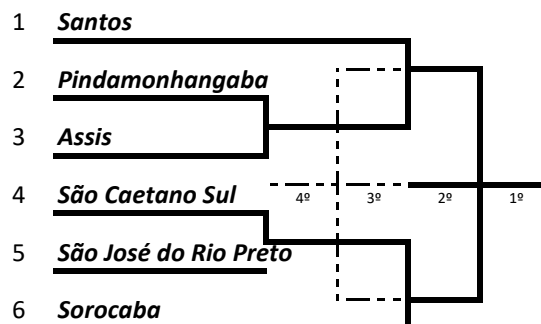 1 Santos
2 Pindamonhangaba
3 Assis
4 São Caetano Sul
4º 3º 2º 1º
5 São José do Rio Preto
6 Sorocaba